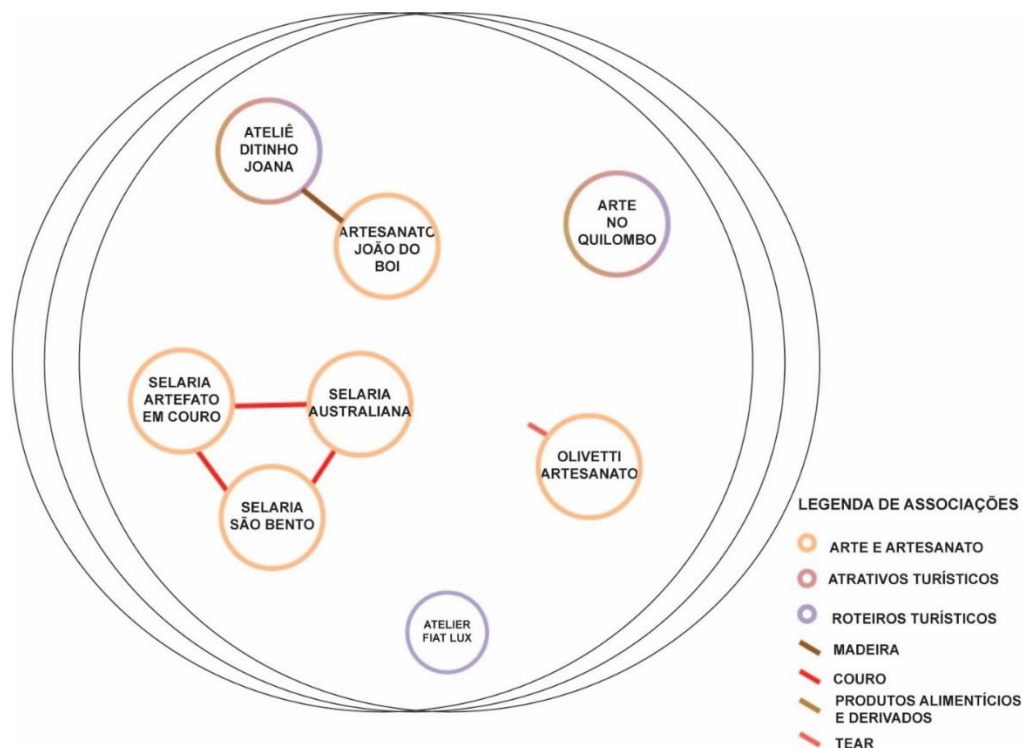 ATELIÊ
DITINHO
JOANA
ARTESANATO
JOÃO DO
BOI
ARTE
NO
QUILOMBO
SELARIA
ARTEFATO
EM COURO
SELARIA
AUSTRALIANA
SELARIA
SÃO BENTO
OLIVETTI
ARTESANATO
ATELIER
FIAT LUX
LEGENDA DE ASSOCIAÇÕES
ARTE E ARTESANATO
ATRATIVOS TURÍSTICOS
ROTEIROS TURÍSTICOS
MADEIRA
COURO
PRODUTOS ALIMENTÍCIOS
E DERIVADOS
TEAR